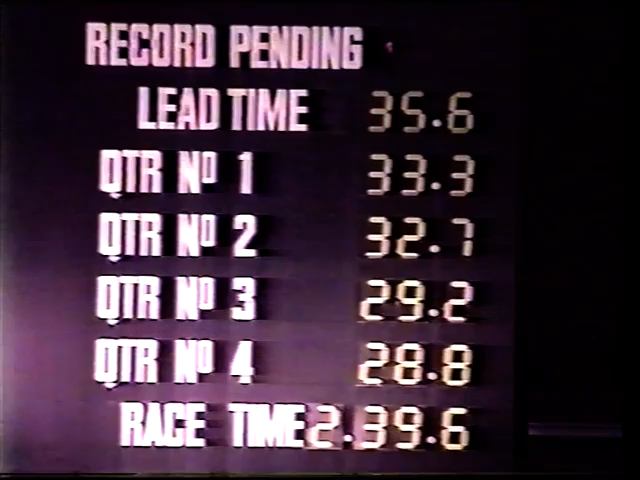 RECORD PENDING
LEAD TIME 35.6
QTR Nº 1 33.3
QTR Nº 2 32.7
QTR Nº 3 29.2
QTR Nº 4 28.8
RACE TIME 2.39.6